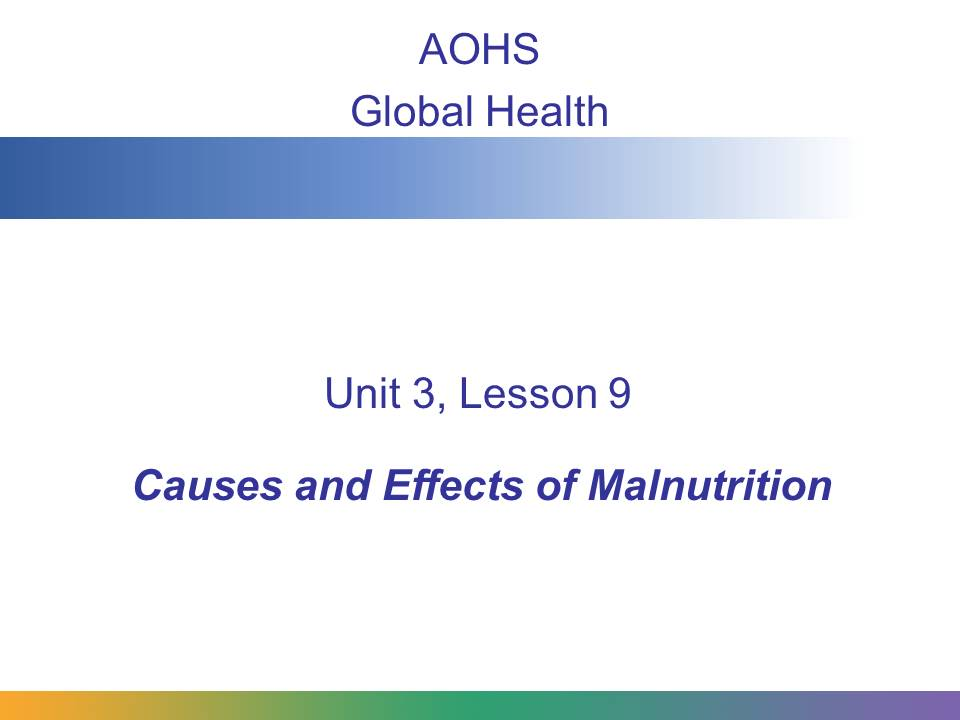 AOHS
Global Health
Unit 3, Lesson 9
Causes and Effects of Malnutrition